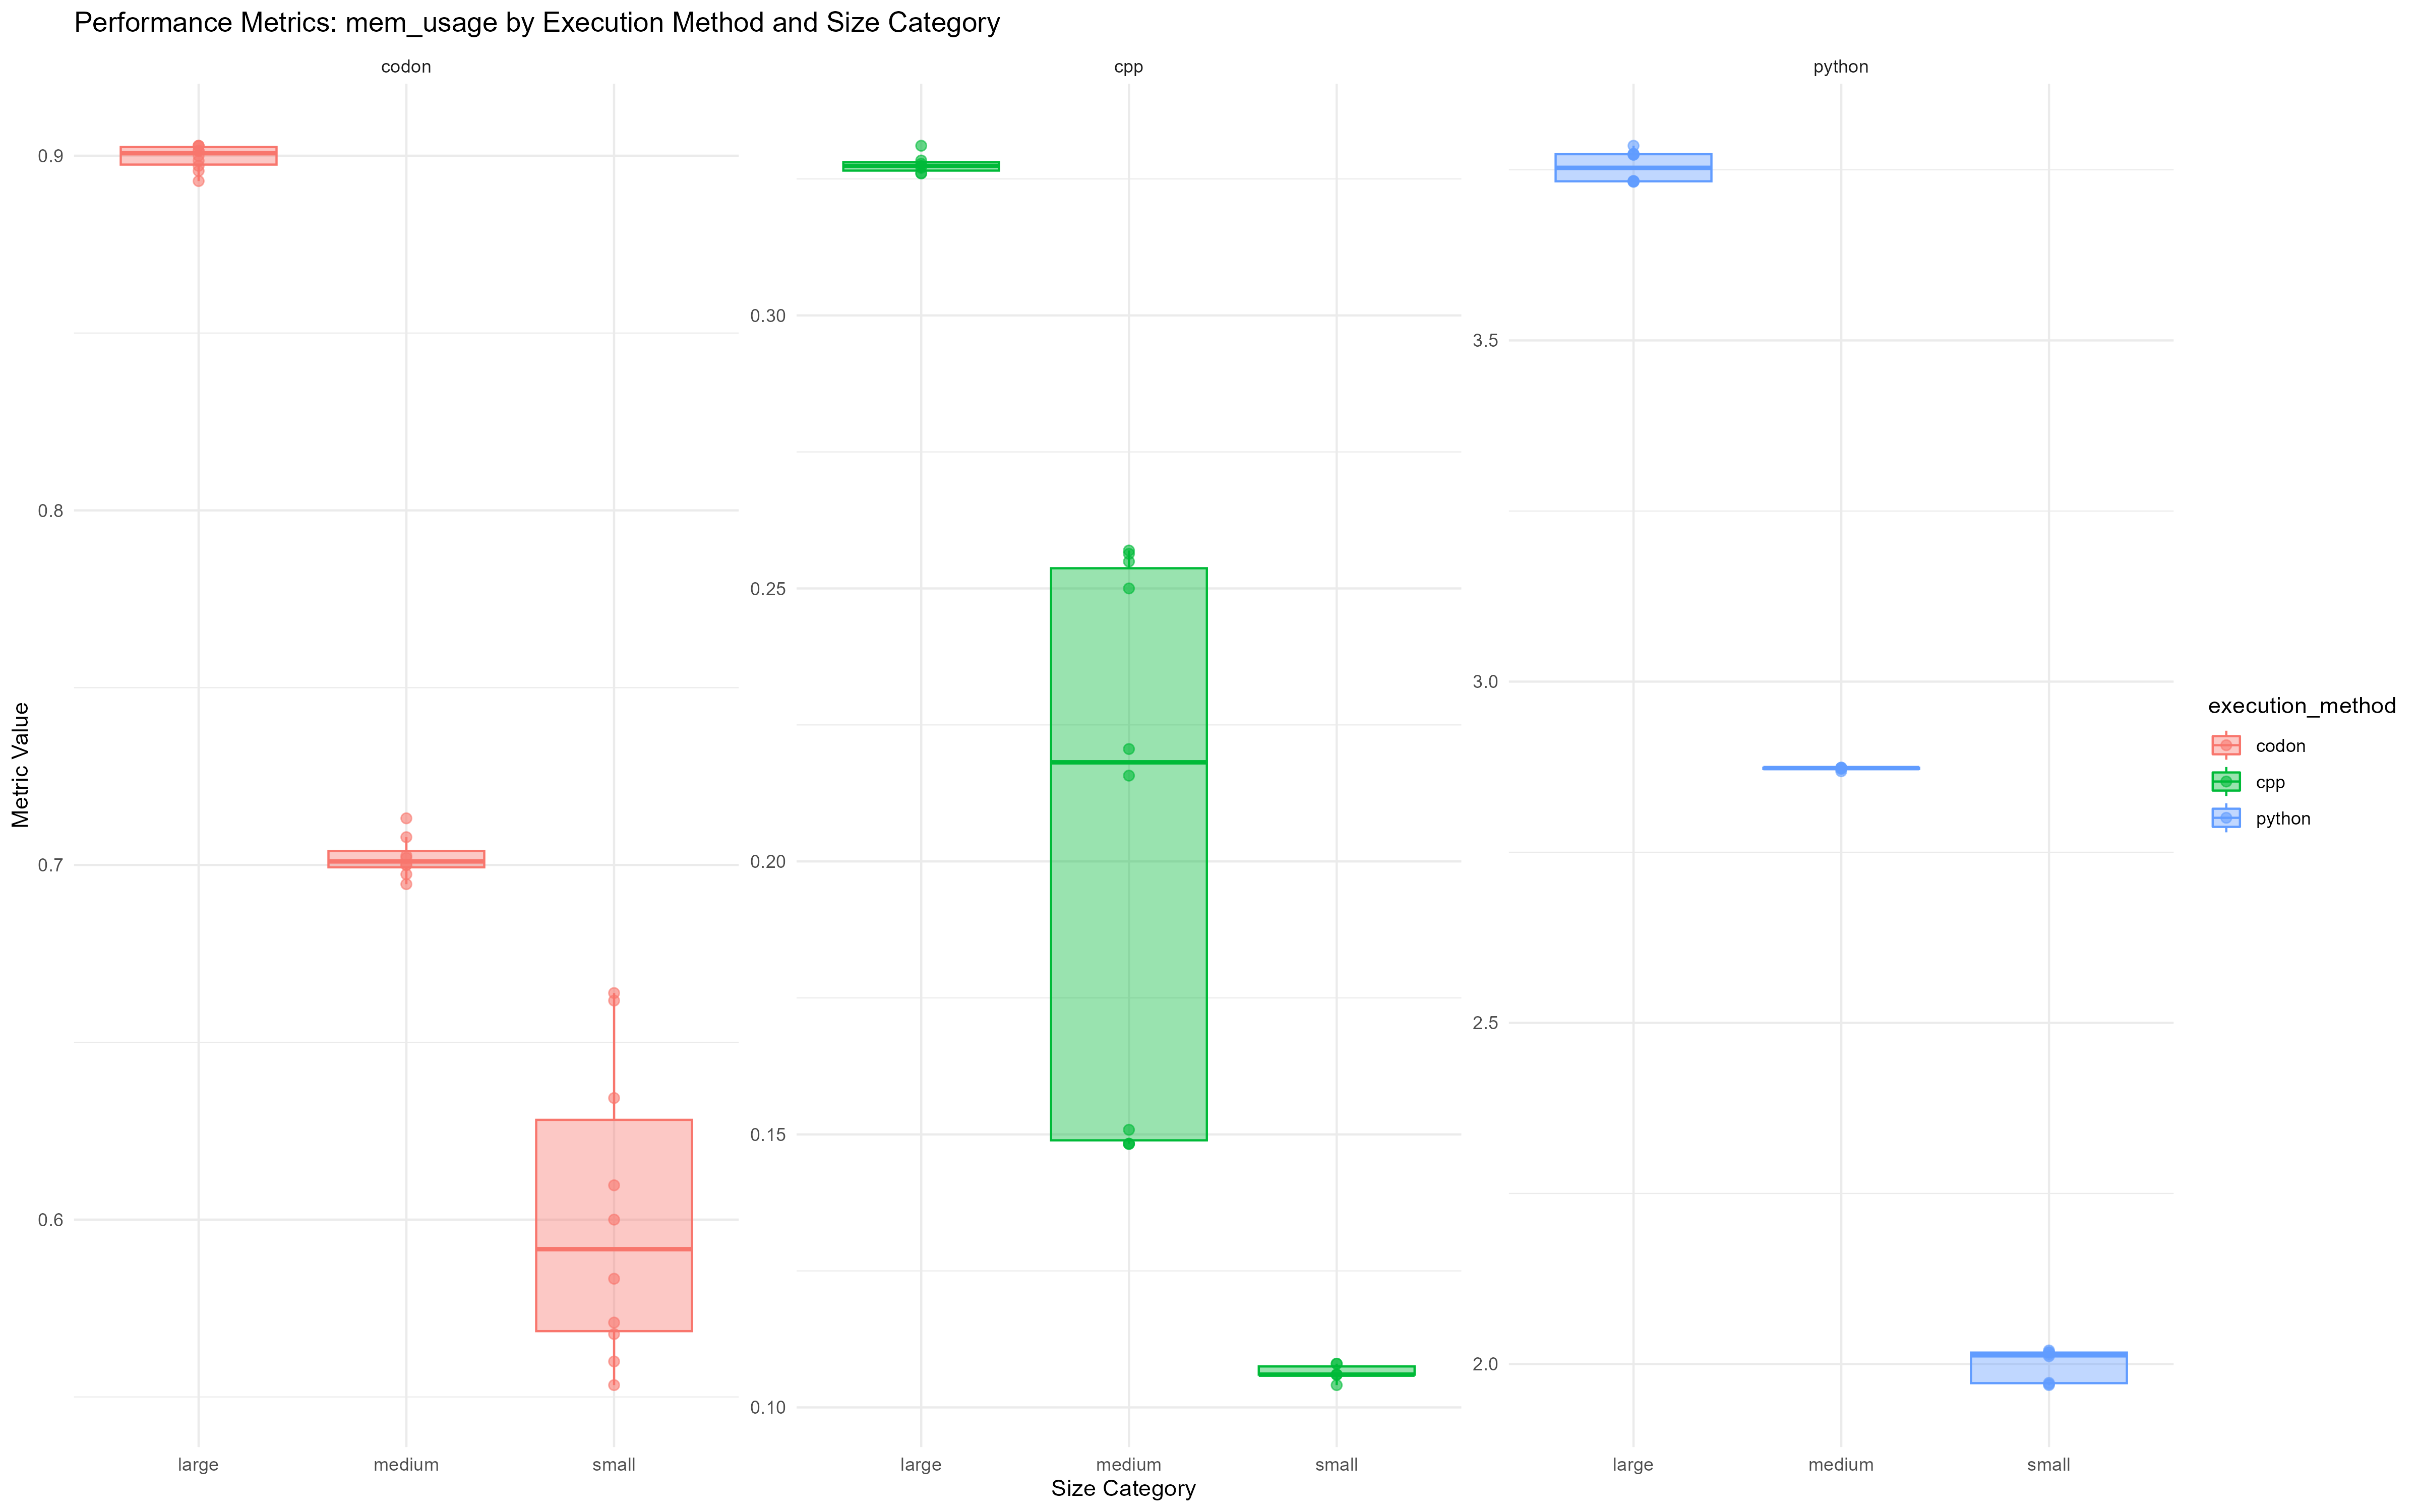 Performance Metrics: mem_usage by Execution Method and Size Category
codon
cpp
python
Metric Value
0.9
0.8
0.7
0.6
0.30
0.25
0.20
0.15
0.10
3.5
3.0
2.5
2.0
large
medium
small
large
medium
small
large
medium
small
Size Category
execution_method
codon
cpp
python